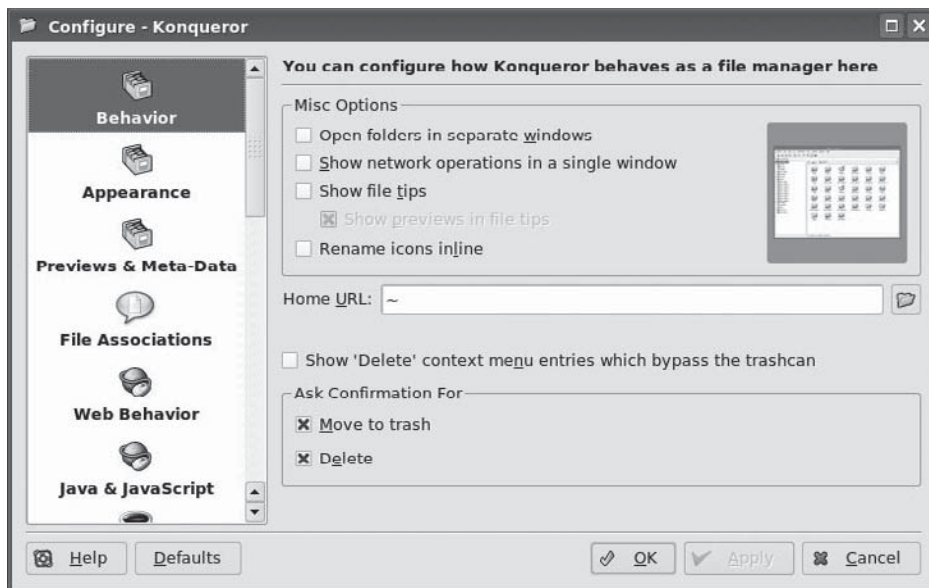 Configure - Konqueror
Behavior
Appearance
Previews & Meta-Data
File Associations
Web Behavior
Java & JavaScript
You can configure how Konqueror behaves as a file manager here
Misc Options
Open folders in separate windows
Show network operations in a single window
Show file tips
Show previews in file tips
Rename icons inline
Home URL: ~
Show 'Delete' context menu entries which bypass the trashcan
Ask Confirmation For
Move to trash
Delete
Help Defaults OK Apply Cancel